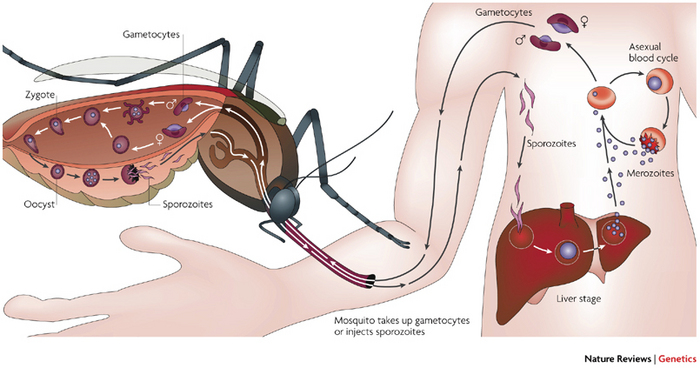 Gametocytes
Zygote
Oocyst
Sporozoites
Gametocytes
Asexual
blood cycle
Sporozoites
Merozoites
Liver stage
Mosquito takes up gametocytes
or injects sporozoites
♂
♀
♀
♂
Nature Reviews | Genetics